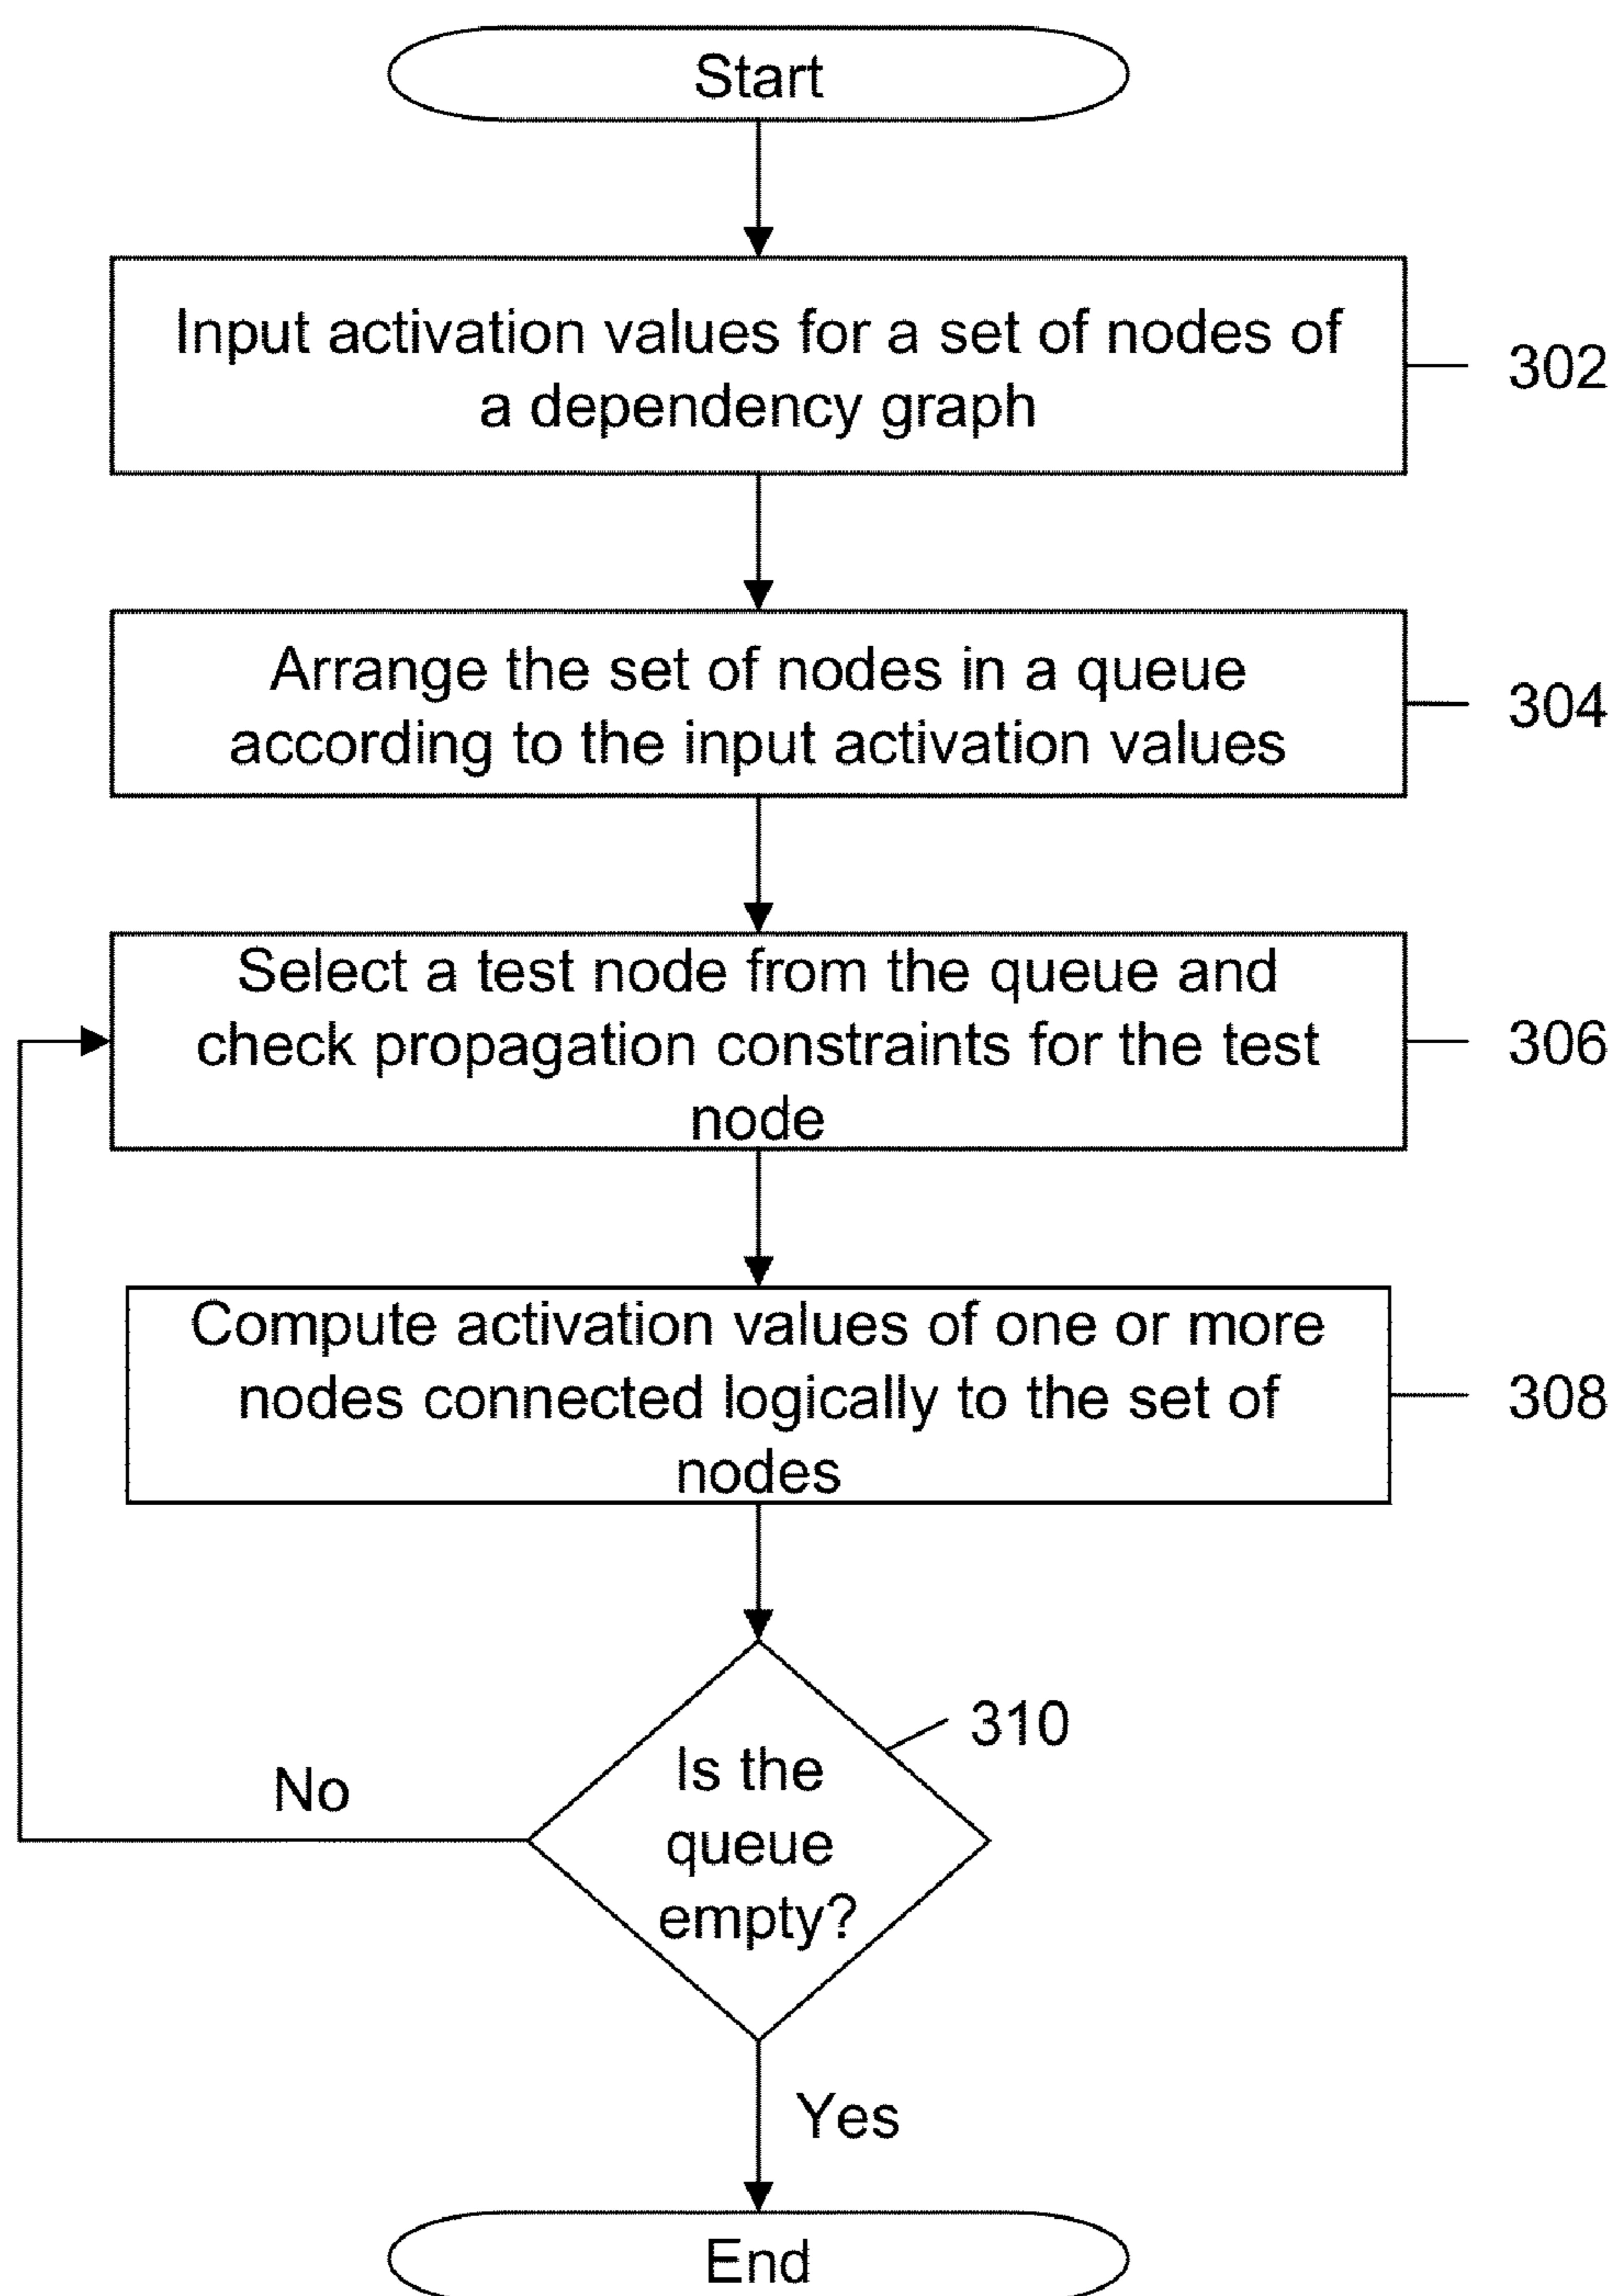 Start
Input activation values for a set of nodes of
a dependency graph
302
Arrange the set of nodes in a queue
according to the input activation values
304
Select a test node from the queue and
check propagation constraints for the test
node
306
Compute activation values of one or more
nodes connected logically to the set of
nodes
308
310
Is the
queue
empty?
No
Yes
End